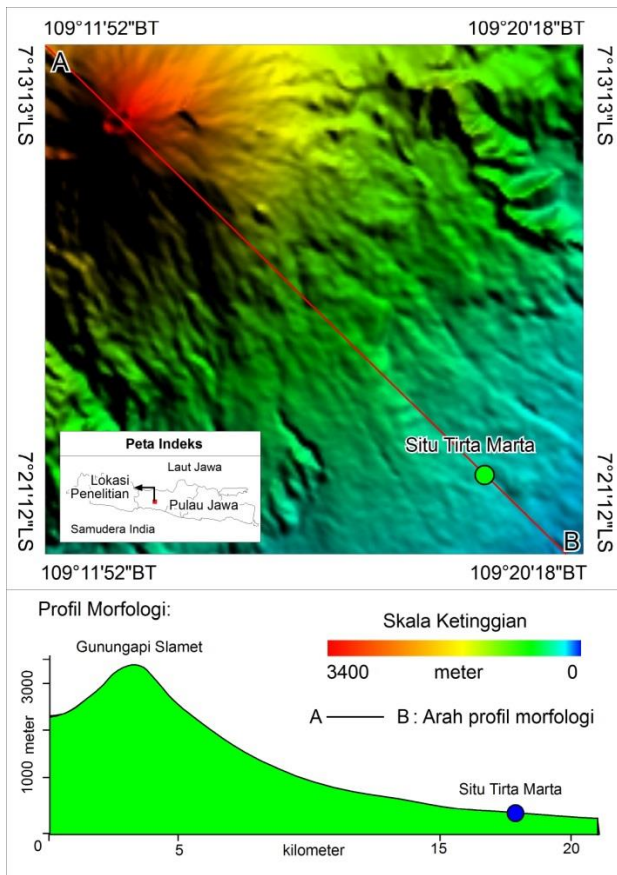 109°11'52"BT 109°20'18"BT
7°13'13"LS
7°13'13"LS
A
Situ Tirta Marta
Peta Indeks
Laut Jawa
Lokasi
Penelitian
Pulau Jawa
Samudera India
B
7°21'12"LS
7°21'12"LS
109°11'52"BT 109°20'18"BT
Profil Morfologi:
Gunungapi Slamet
Skala Ketinggian
3400 meter 0
A B : Arah profil morfologi
3000
1000 meter
Situ Tirta Marta
0 5 kilometer 15 20